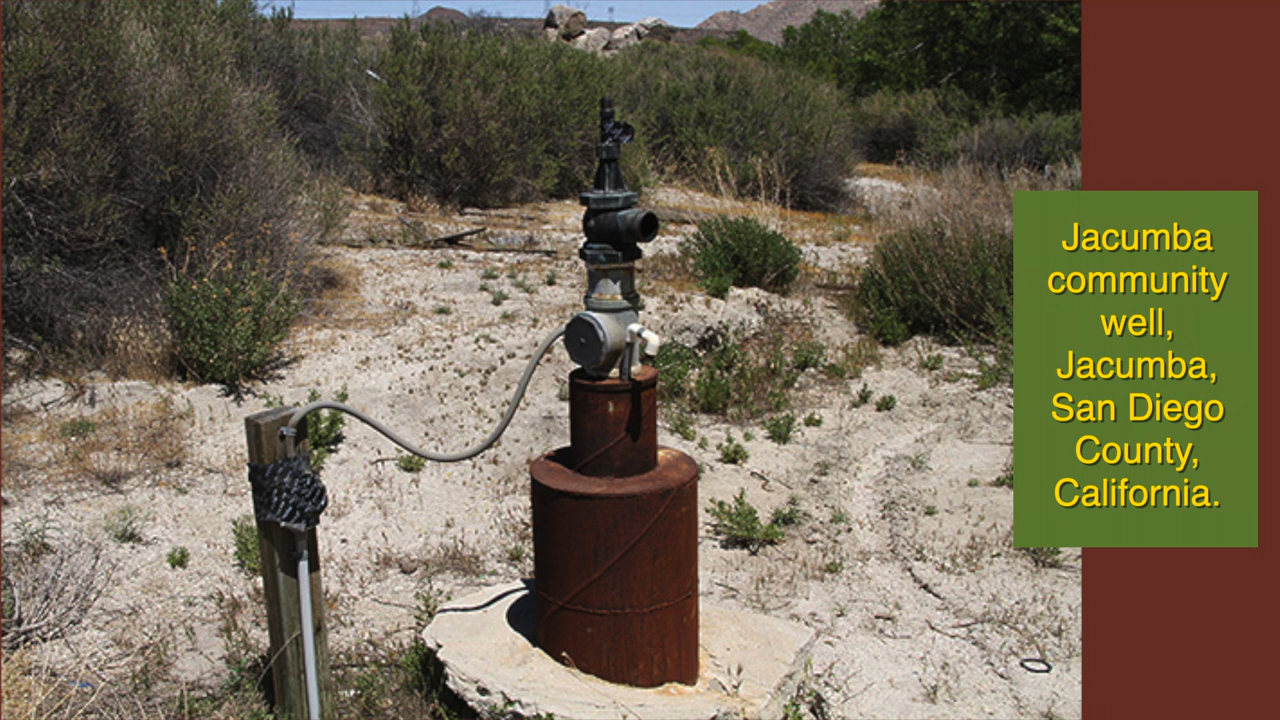 Jacumba
community
well,
Jacumba,
San Diego
County,
California.